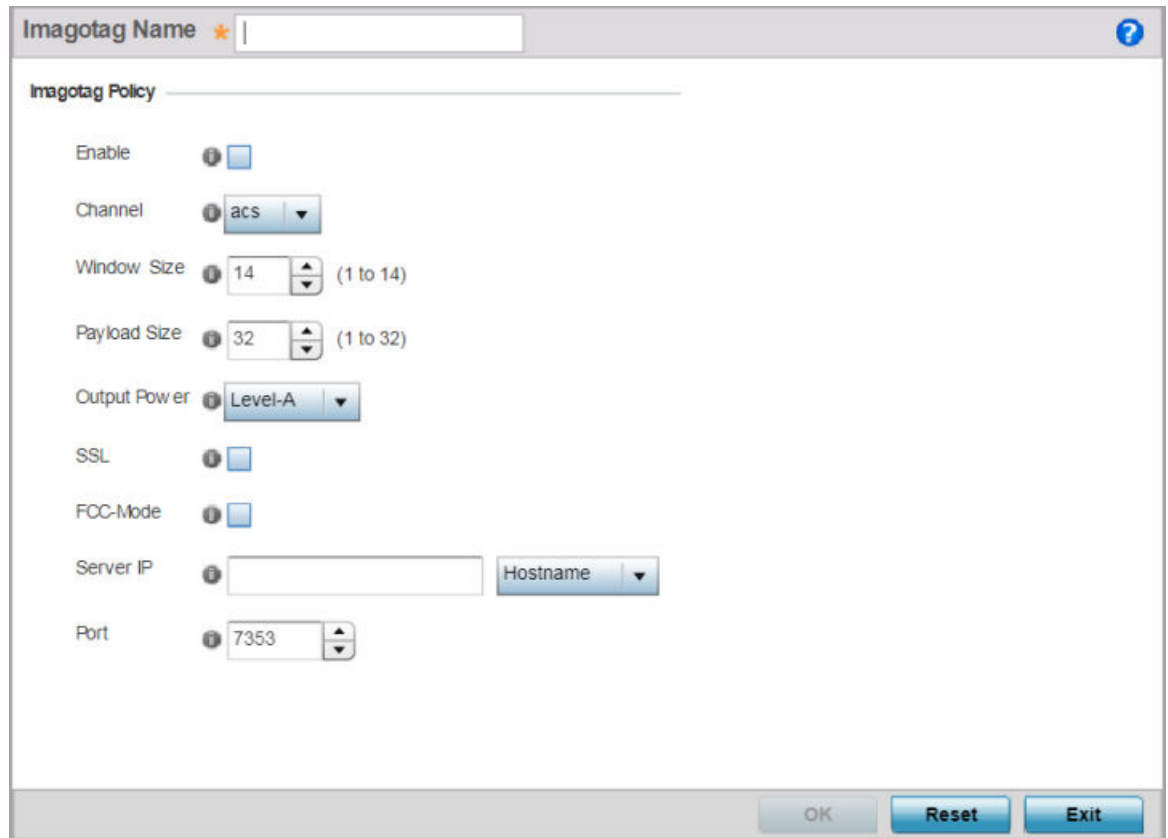 Imagotag Name *
?
Imagotag Policy
Enable
Channel acs
Window Size 14 (1 to 14)
Payload Size 32 (1 to 32)
Output Power Level-A
SSL
FCC-Mode
Server IP Hostname
Port 7353
OK Reset Exit